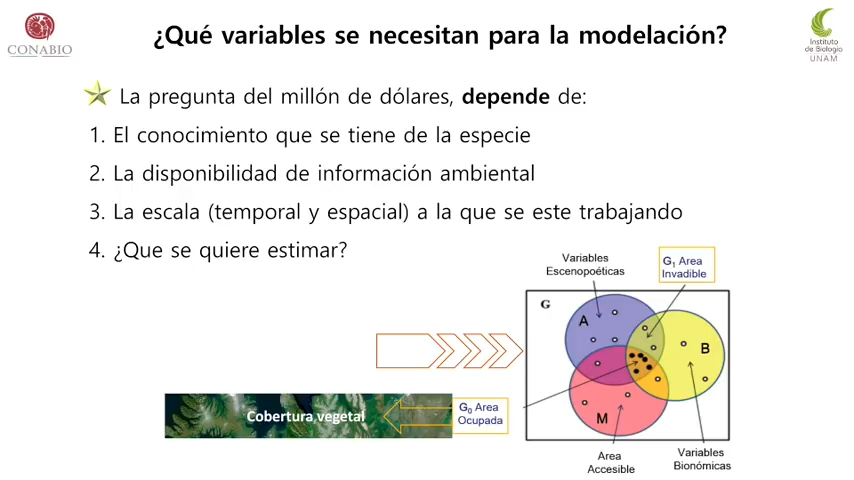 CONABIO
¿Qué variables se necesitan para la modelación?
Instituto
de Biología
UNAM
La pregunta del millón de dólares, depende de:
1. El conocimiento que se tiene de la especie
2. La disponibilidad de información ambiental
3. La escala (temporal y espacial) a la que se este trabajando
4. ¿Que se quiere estimar?
Variables
Escenopoéticas
G₁ Area
Invadible
G
A
B
M
Cobertura vegetal
G₀ Area
Ocupada
Area
Accesible
Variables
Bionómicas